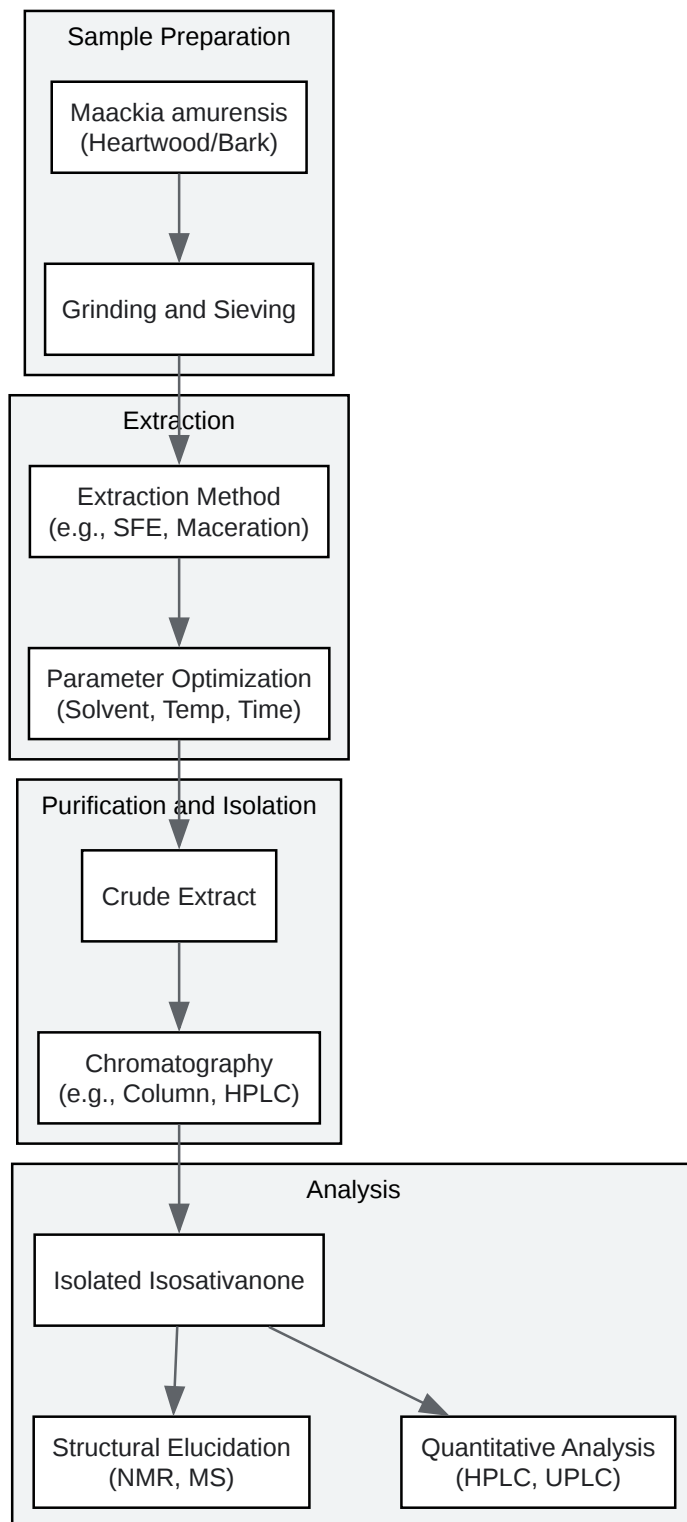 Sample Preparation
Maackia amurensis
(Heartwood/Bark)
Grinding and Sieving
Extraction
Extraction Method
(e.g., SFE, Maceration)
Parameter Optimization
(Solvent, Temp, Time)
Purification and Isolation
Crude Extract
Chromatography
(e.g., Column, HPLC)
Analysis
Isolated Isosativanone
Structural Elucidation
(NMR, MS)
Quantitative Analysis
(HPLC, UPLC)